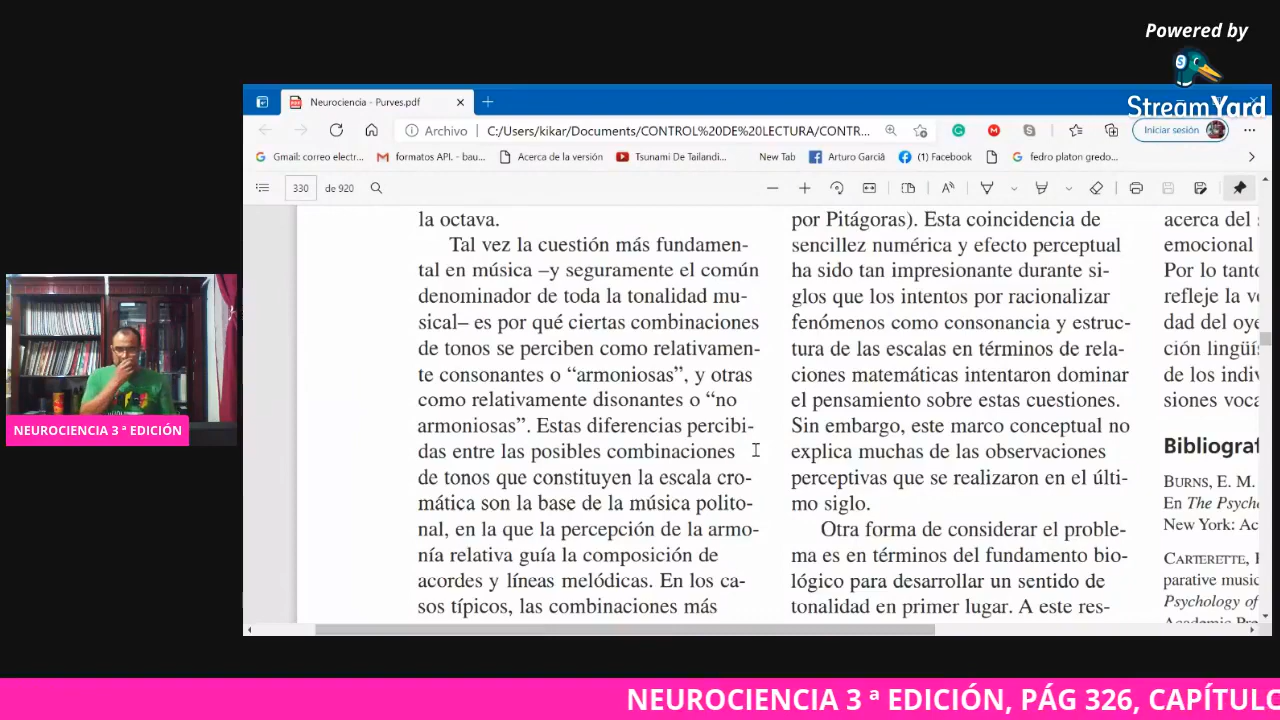 Powered by
StreamYard
Neurociencia - Purves.pdf
Archivo
C:/Users/kikar/Documents/CONTROL%20DE%20LECTURA/CONTR...
Iniciar sesión
Gmail: correo electr...
formatos API. - bau...
Acerca de la versión
Tsunami De Tailandi...
New Tab
Arturo Garciá
(1) Facebook
fedro platon gredo...
330
de 920
la octava.
Tal vez la cuestión más fundamen-
tal en música –y seguramente el común
denominador de toda la tonalidad mu-
sical– es por qué ciertas combinaciones
de tonos se perciben como relativamen-
te consonantes o “armoniosas”, y otras
como relativamente disonantes o “no
armoniosas”. Estas diferencias percibi-
das entre las posibles combinaciones
de tonos que constituyen la escala cro-
mática son la base de la música polito-
nal, en la que la percepción de la armo-
nía relativa guía la composición de
acordes y líneas melódicas. En los ca-
sos típicos, las combinaciones más
por Pitágoras). Esta coincidencia de
sencillez numérica y efecto perceptual
ha sido tan impresionante durante si-
glos que los intentos por racionalizar
fenómenos como consonancia y estruc-
tura de las escalas en términos de rela-
ciones matemáticas intentaron dominar
el pensamiento sobre estas cuestiones.
Sin embargo, este marco conceptual no
explica muchas de las observaciones
perceptivas que se realizaron en el últi-
mo siglo.
Otra forma de considerar el proble-
ma es en términos del fundamento bio-
lógico para desarrollar un sentido de
tonalidad en primer lugar. A este res-
acerca del
emocional
Por lo tanto
refleje la
dad del oye
ción lingüís
de los indiv
siones voca
Bibliograf
BURNS, E. M.
En The Psych
New York: Ac
CARTERETTE,
parative music
Psychology of
NEUROCIENCIA 3 ª EDICIÓN
NEUROCIENCIA 3 ª EDICIÓN, PÁG 326, CAPÍTULO